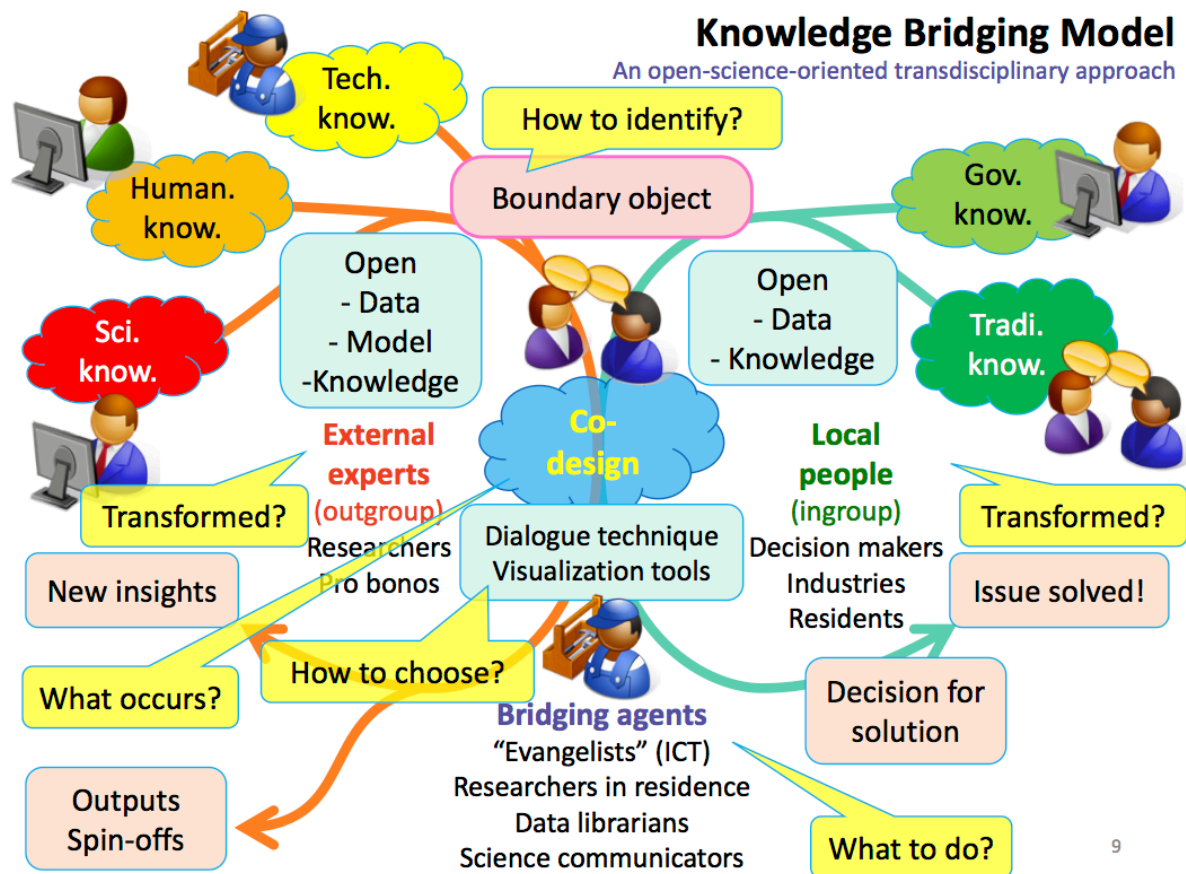 Knowledge Bridging Model
An open-science-oriented transdisciplinary approach
Tech.
know.
How to identify?
Boundary object
Human.
know.
Gov.
know.
Open
- Data
- Model
-Knowledge
Open
- Data
- Knowledge
Sci.
know.
Tradi.
know.
Co-
design
External
experts
(outgroup)
Researchers
Pro bonos
Local
people
(ingroup)
Decision makers
Industries
Residents
Transformed?
Transformed?
Dialogue technique
Visualization tools
New insights
Issue solved!
What occurs?
How to choose?
Decision for
solution
Bridging agents
“Evangelists” (ICT)
Researchers in residence
Data librarians
Science communicators
Outputs
Spin-offs
What to do?
9